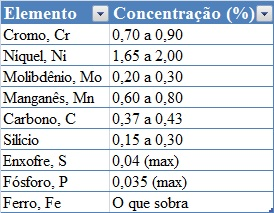 Elemento Concentração (%)
Cromo, Cr 0,70 a 0,90
Níquel, Ni 1,65 a 2,00
Molibdênio, Mo 0,20 a 0,30
Manganês, Mn 0,60 a 0,80
Carbono, C 0,37 a 0,43
Silício 0,15 a 0,30
Enxofre, S 0,04 (max)
Fósforo, P 0,035 (max)
Ferro, Fe O que sobra